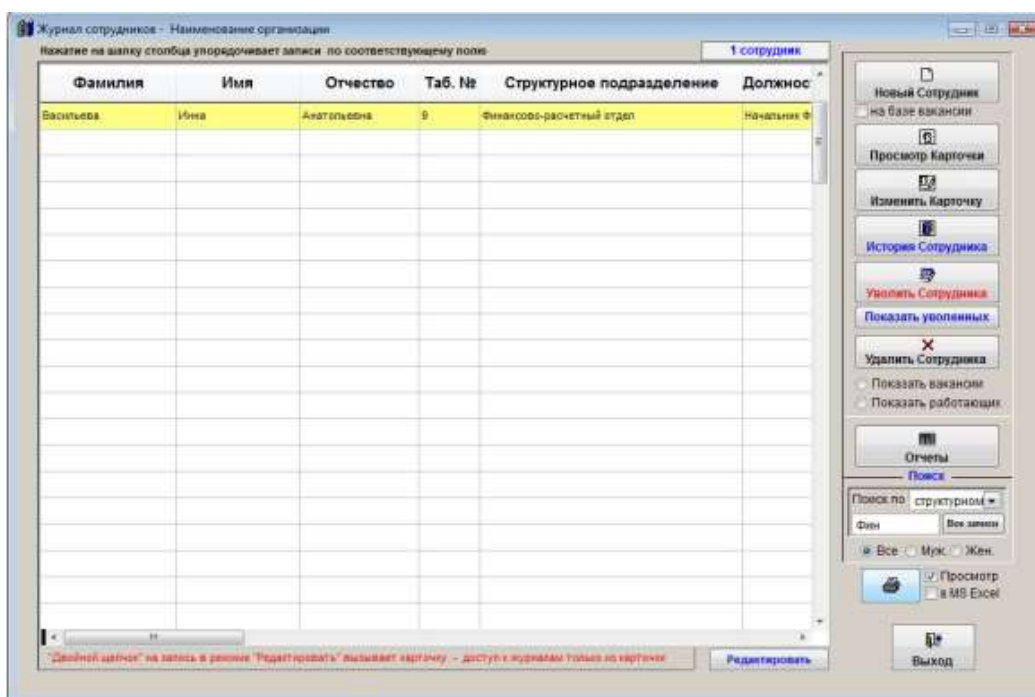 Журнал сотрудников - Наименование организации
Нажатие на шапку столбца упорядочивает записи по соответствующему полю
1 сотрудник
Фамилия Имя Отчество Таб. № Структурное подразделение Должнос
Васильева Инна Анатольевна 9 Финансово-расчетный отдел Начальник Ф
Новый Сотрудник
на базе вакансии
Просмотр Карточки
Изменить Карточку
История Сотрудника
Уволить Сотрудника
Показать уволенных
Удалить Сотрудника
Показать вакансии
Показать работающих
Отчеты
Поиск
Поиск по структурном
Фин Все записи
Все Муж. Жен.
Просмотр
в MS Excel
"Двойной щелчок" на запись в режиме "Редактировать" вызывает карточку - доступ к журналам только из карточки
Редактировать
Выход